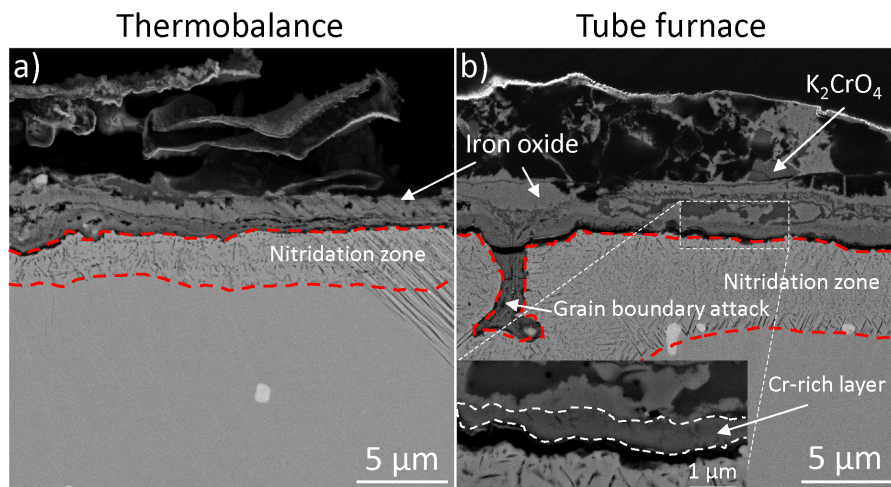 Thermobalance
Tube furnace
a)
b)
K₂CrO₄
Iron oxide
Nitridation zone
Nitridation zone
Grain boundary attack
Cr-rich layer
1 µm
5 µm
5 µm